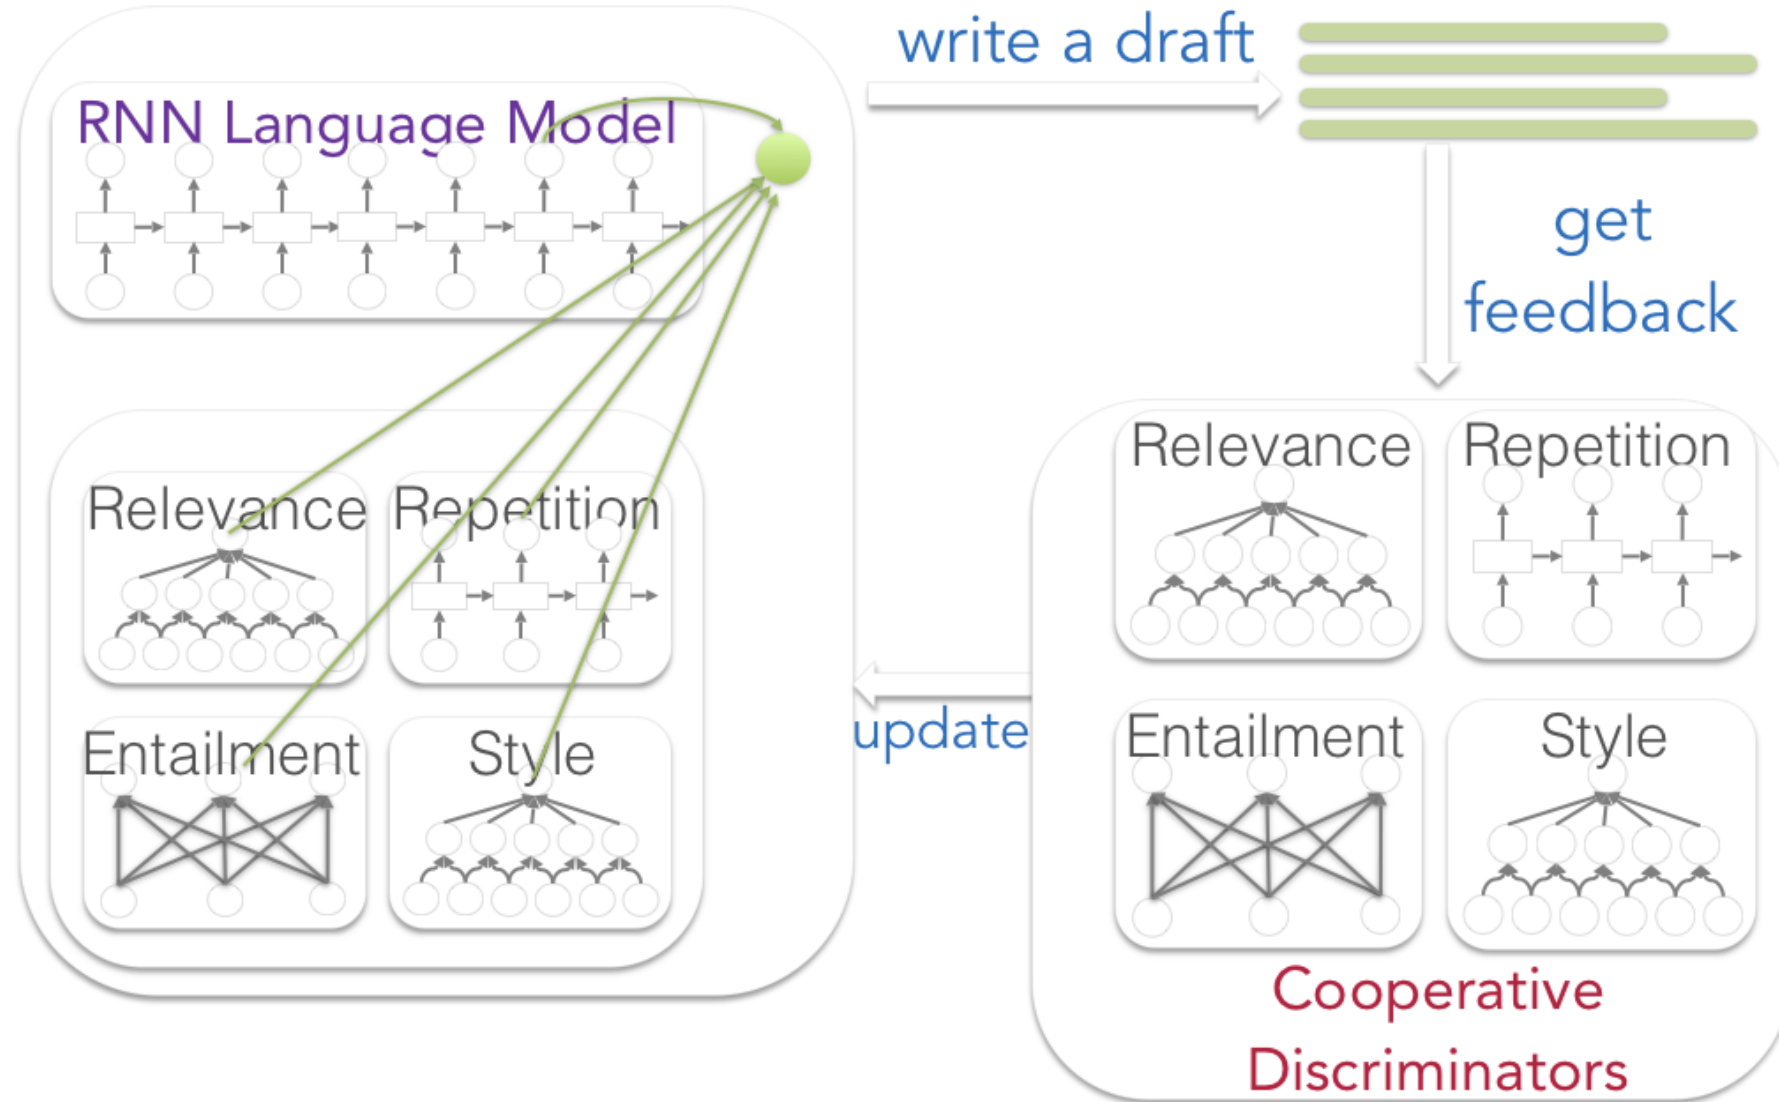 write a draft
RNN Language Model
get
feedback
Relevance
Repetition
Entailment
Style
update
Relevance
Repetition
Entailment
Style
Cooperative
Discriminators